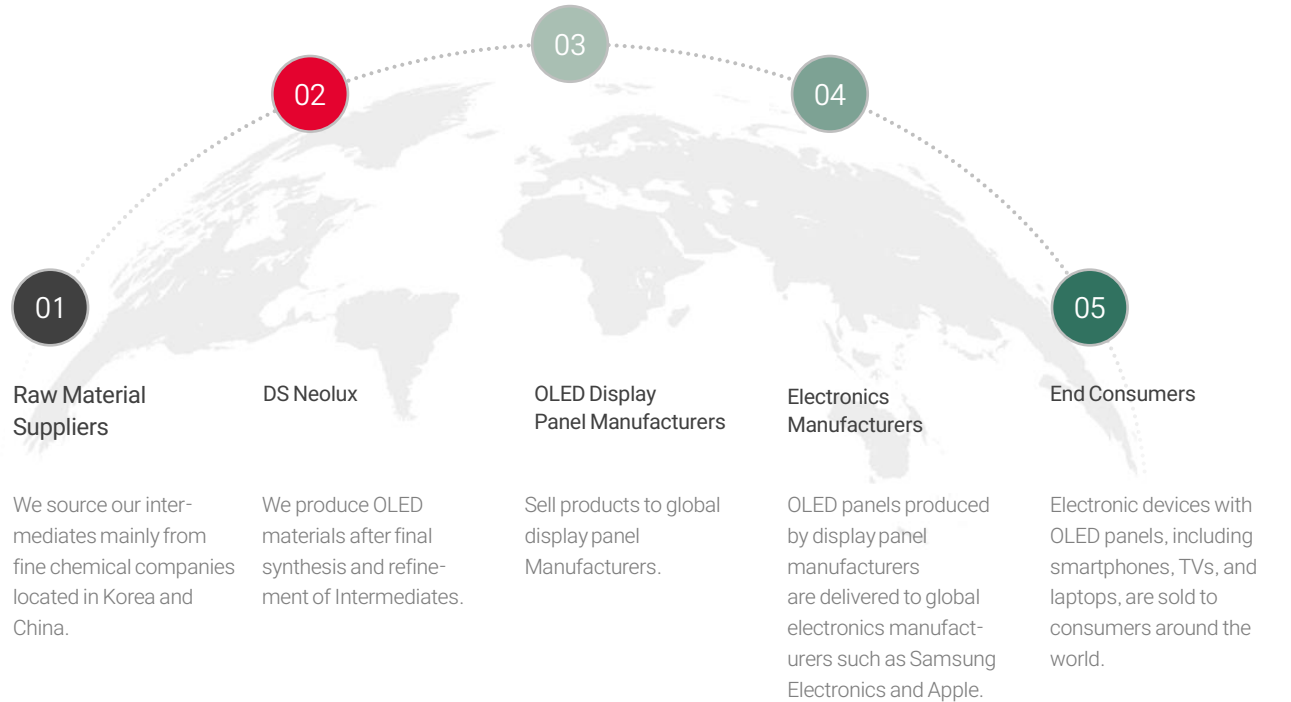 01
02
03
04
05
Raw Material
Suppliers
We source our inter-
mediates mainly from
fine chemical companies
located in Korea and
China.
DS Neolux
We produce OLED
materials after final
synthesis and refine-
ment of Intermediates.
OLED Display
Panel Manufacturers
Sell products to global
display panel
Manufacturers.
Electronics
Manufacturers
OLED panels produced
by display panel
manufacturers
are delivered to global
electronics manufact-
urers such as Samsung
Electronics and Apple.
End Consumers
Electronic devices with
OLED panels, including
smartphones, TVs, and
laptops, are sold to
consumers around the
world.